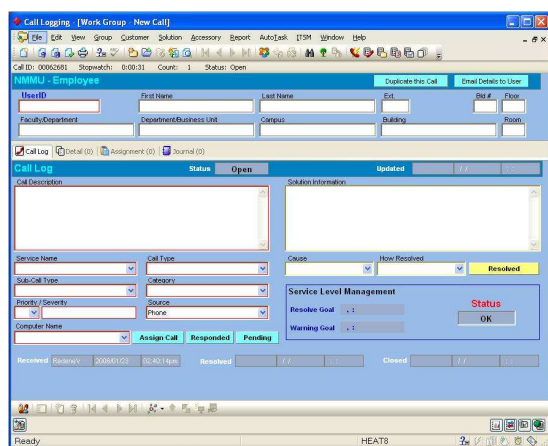 Call Logging - [Work Group - New Call]
File Edit View Group Customer Solution Accessory Report AutoTask ITSM Window Help
Call ID: 00062681 Stopwatch: 0:00:31 Count: 1 Status: Open
NMMU - Employee Duplicate this Call Email Details to User
UserID First Name Last Name Ext. Bld # Floor
Faculty/Department Department/Business Unit Campus Building Room
Call Log Detail (0) Assignment (0) Journal (0)
Call Log Status Open Updated / / : :
Call Description Solution Information
Service Name Call Type Cause How Resolved
Resolved
Sub-Call Type Category
Service Level Management
Priority / Severity Source
Status
Phone
Resolve Goal , :
OK
Computer Name
Warning Goal , :
Assign Call Responded Pending
Received RedeneV 2008/01/23 02:40:14pm Resolved / / : : Closed / / : :
Ready HEAT8